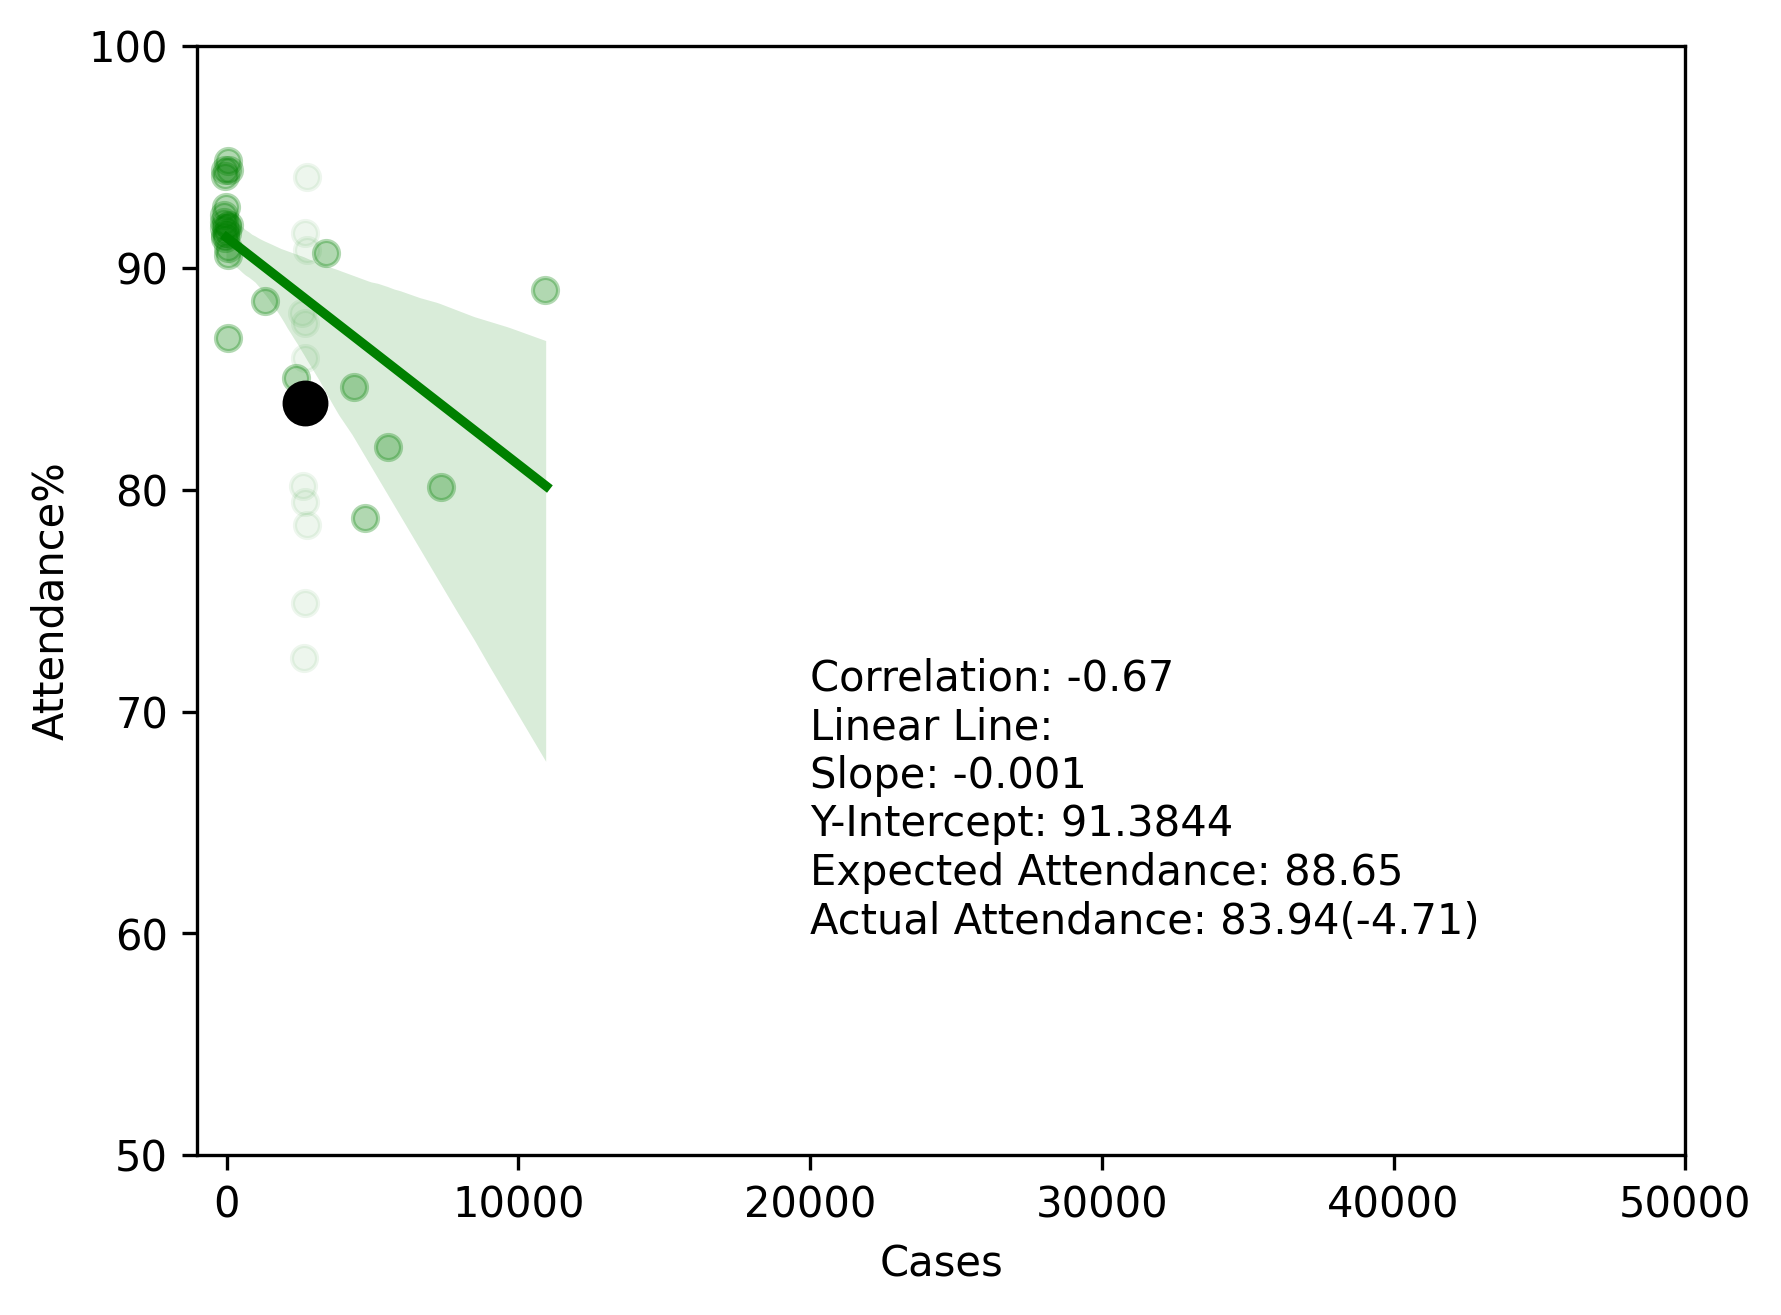 100
90
80
70
60
50
Attendance%
Correlation: -0.67
Linear Line:
Slope: -0.001
Y-Intercept: 91.3844
Expected Attendance: 88.65
Actual Attendance: 83.94(-4.71)
0 10000 20000 30000 40000 50000
Cases